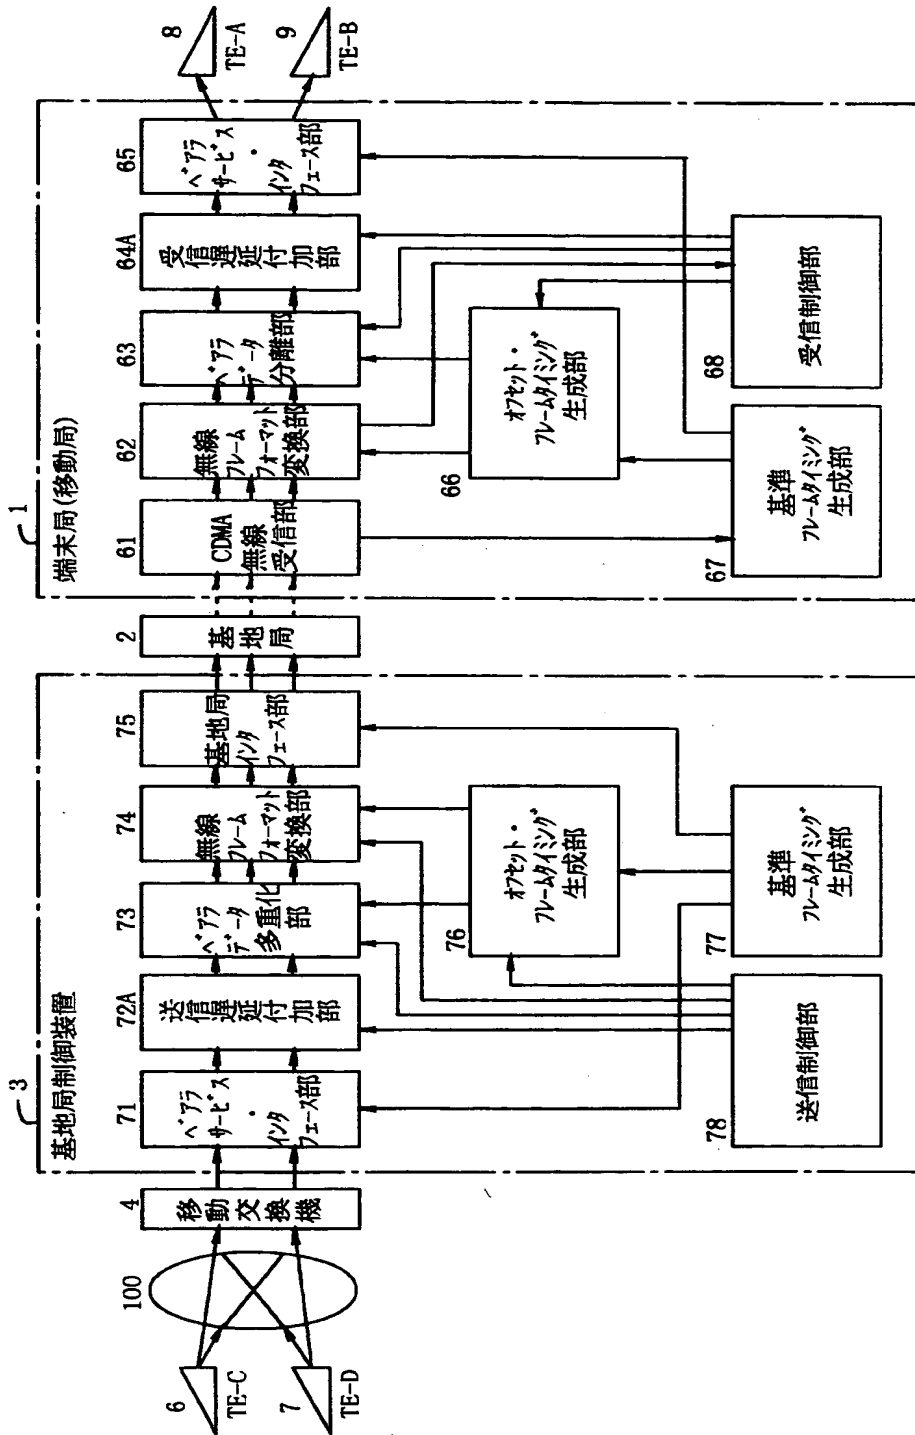 6
TE-C
7
TE-D
100
4
移動交換機
3
基地局制御装置
71
ベアラ
サービス
・
インタ
フェース部
72A
送信遅延付加部
73
ベアラ
データ
多重化
部
74
無線
フレーム
フォーマット
変換部
75
基地局
インタ
フェース部
76
オフセット・
フレームタイミング
生成部
77
基準
フレームタイミング
生成部
78
送信制御部
2
基地局
1
端末局(移動局)
61
CDMA
無線
受信部
62
無線
フレーム
フォーマット
変換部
63
ベアラ
データ
分離部
64A
受信遅延付加部
65
ベアラ
サービス
・
インタ
フェース部
66
オフセット・
フレームタイミング
生成部
67
基準
フレームタイミング
生成部
68
受信制御部
8
TE-A
9
TE-B